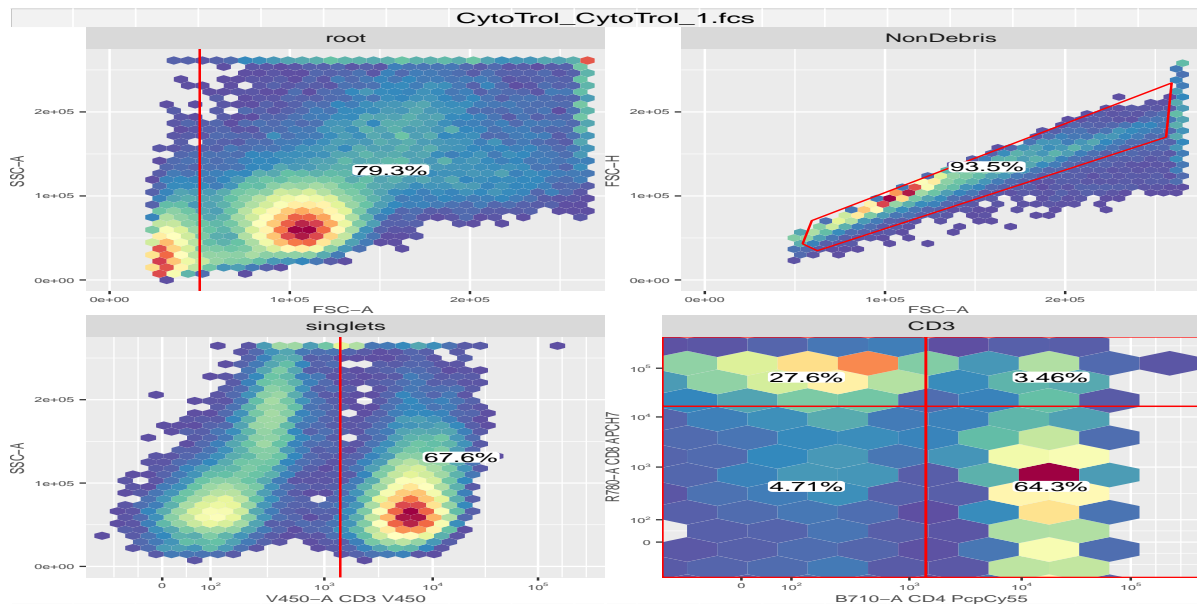 CytoTrol_CytoTrol_1.fcs
root
NonDebris
2e+05
1e+05
0e+00
SSC-A
79.3%
0e+00
1e+05
2e+05
FSC-A
2e+05
1e+05
0e+00
FSC-H
93.5%
0e+00
1e+05
2e+05
FSC-A
singlets
CD3
2e+05
1e+05
0e+00
SSC-A
67.6%
0
10²
10³
10⁴
10⁵
V450-A CD3 V450
10⁵
10⁴
10³
10²
0
R780-A CD8 APCH7
27.6%
3.46%
4.71%
64.3%
0
10²
10³
10⁴
10⁵
B710-A CD4 PcpCy55